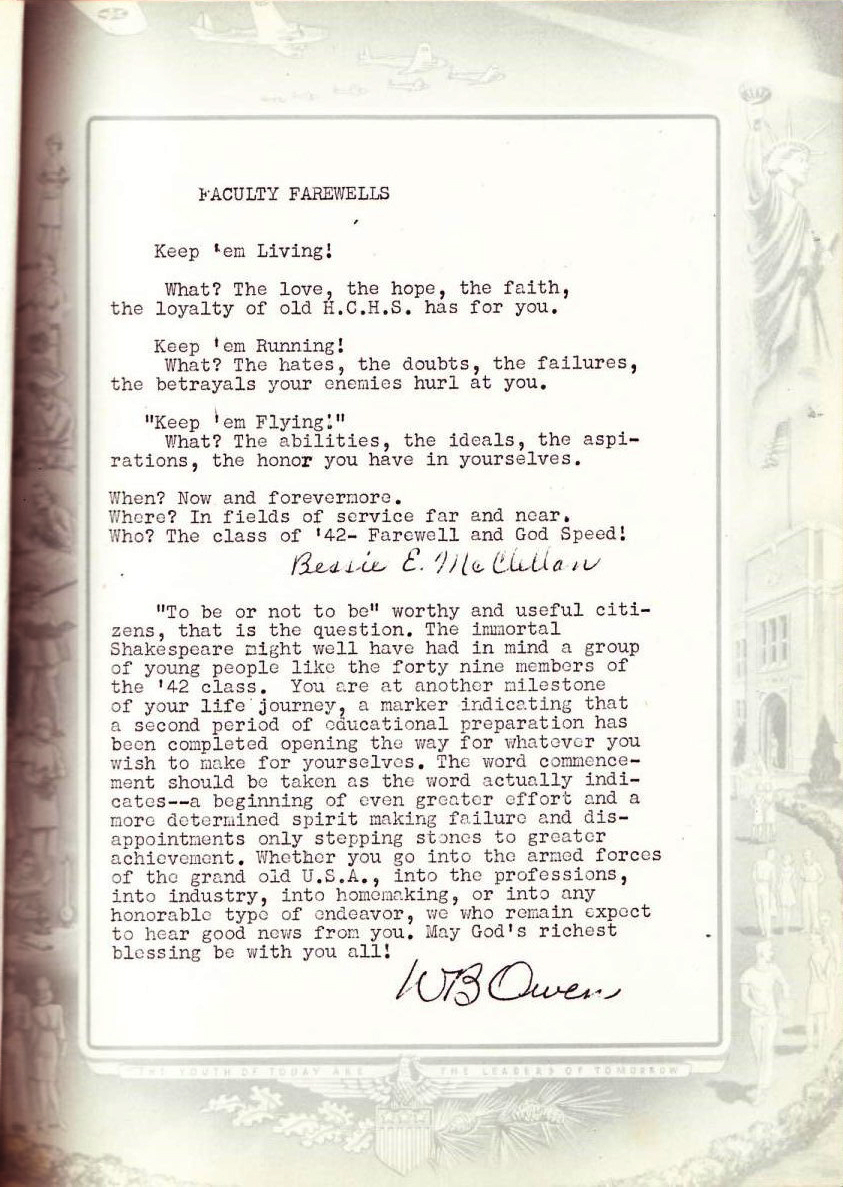 FACULTY FAREWELLS
Keep 'em Living!
What? The love, the hope, the faith,
the loyalty of old H.C.H.S. has for you.
Keep 'em Running!
What? The hates, the doubts, the failures,
the betrayals your enemies hurl at you.
"Keep 'em Flying!"
What? The abilities, the ideals, the aspi-
rations, the honor you have in yourselves.
When? Now and forevermore.
Where? In fields of service far and near.
Who? The class of '42- Farewell and God Speed!
Bessie E. McClellan
"To be or not to be" worthy and useful citi-
zens, that is the question. The immortal
Shakespeare might well have had in mind a group
of young people like the forty nine members of
the '42 class. You are at another milestone
of your life journey, a marker indicating that
a second period of educational preparation has
been completed opening the way for whatever you
wish to make for yourselves. The word commence-
ment should be taken as the word actually indi-
cates--a beginning of even greater effort and a
more determined spirit making failure and dis-
appointments only stepping stones to greater
achievement. Whether you go into the armed forces
of the grand old U.S.A., into the professions,
into industry, into homemaking, or into any
honorable type of endeavor, we who remain expect
to hear good news from you. May God's richest
blessing be with you all!
WB Owen
THE YOUTH OF TODAY ARE THE LEADERS OF TOMORROW